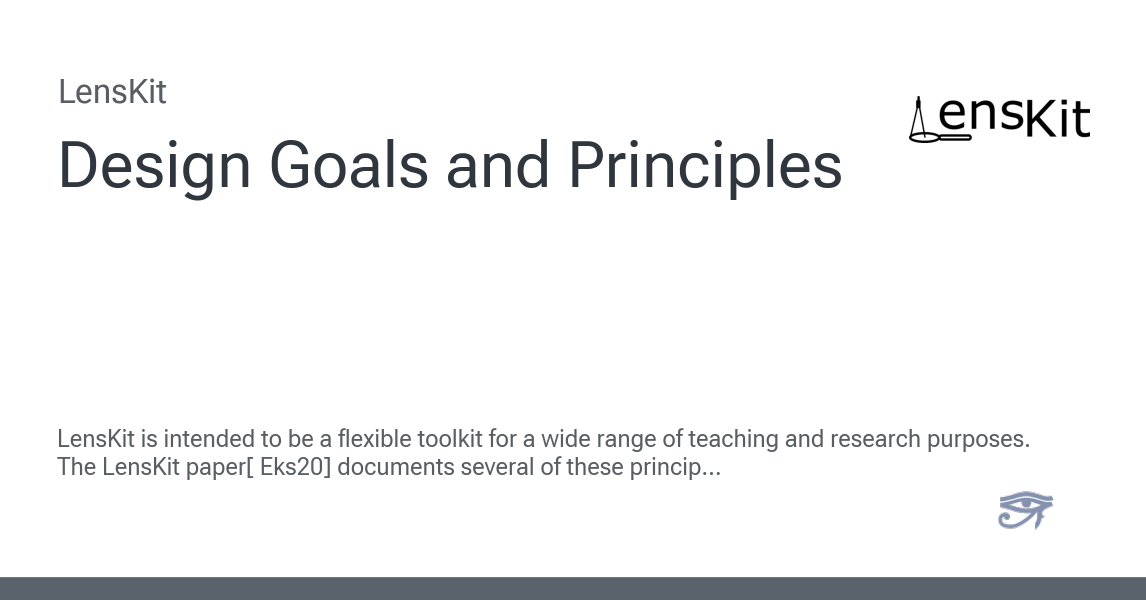 LensKit
LensKit
Design Goals and Principles
LensKit is intended to be a flexible toolkit for a wide range of teaching and research purposes.
The LensKit paper[ Eks20] documents several of these princip...